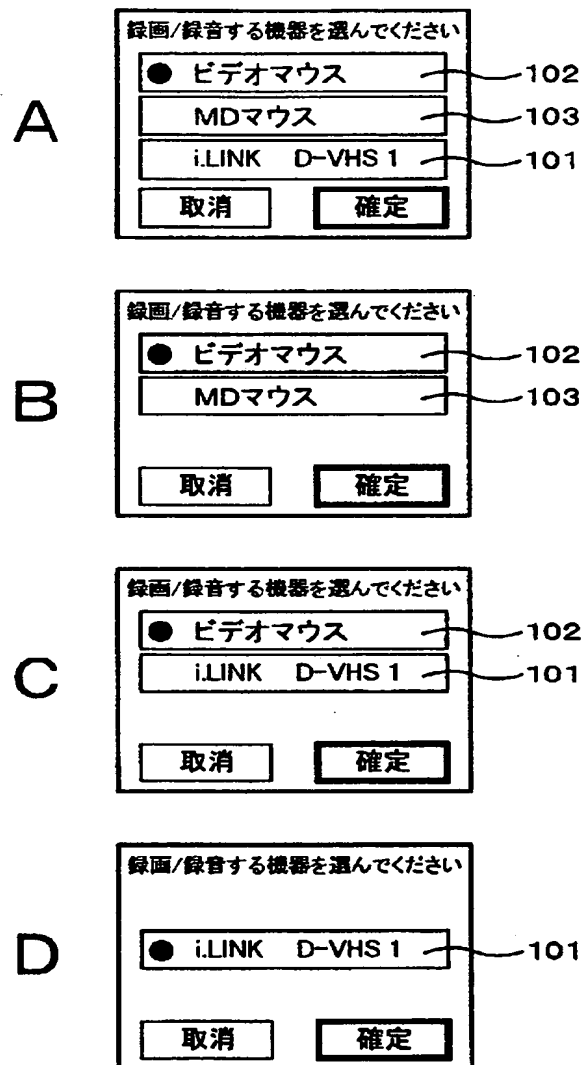 録画/録音する機器を選んでください
A
● ビデオマウス 102
MDマウス 103
i.LINK D-VHS 1 101
取消 確定
録画/録音する機器を選んでください
B
● ビデオマウス 102
MDマウス 103
取消 確定
録画/録音する機器を選んでください
C
● ビデオマウス 102
i.LINK D-VHS 1 101
取消 確定
録画/録音する機器を選んでください
D
● i.LINK D-VHS 1 101
取消 確定